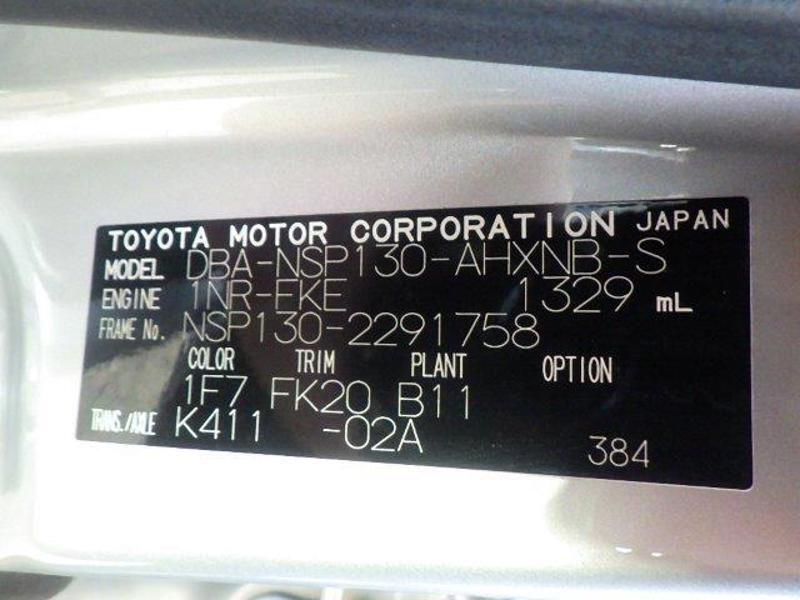 TOYOTA MOTOR CORPORATION JAPAN
MODEL DBA-NSP130-AHXNB-S
ENGINE 1NR-EKE 1329 mL
FRAME No. NSP130-2291758
COLOR TRIM PLANT OPTION
1F7 FK20 B11
TRANS./AXLE K411 -02A
384